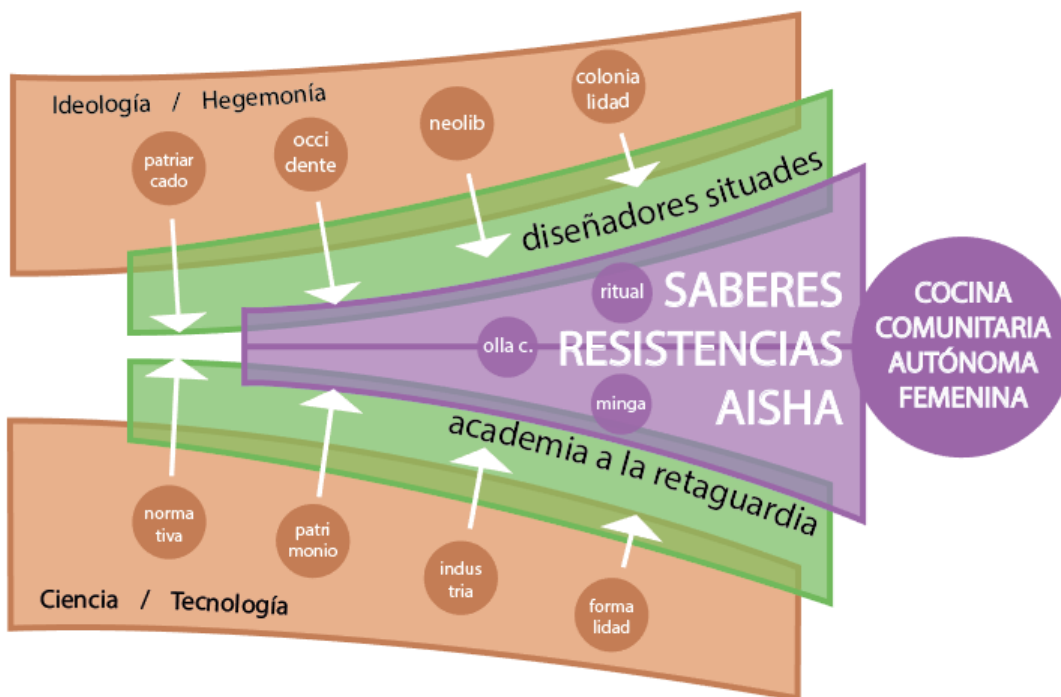 Ideología / Hegemonía
patriar
cado
occi
dente
neolib
colonia
lidad
diseñadores situades
ritual
olla c.
minga
SABERES
RESISTENCIAS
AISHA
COCINA
COMUNITARIA
AUTÓNOMA
FEMENINA
academia a la retaguardia
norma
tiva
patri
monio
indus
tria
forma
lidad
Ciencia / Tecnología